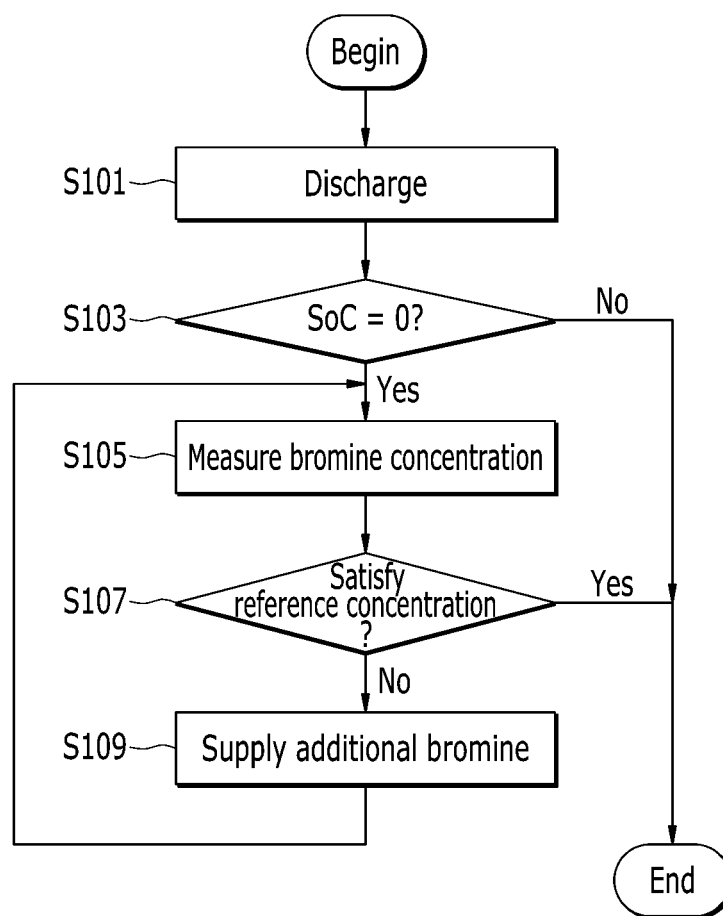 Begin
S101
Discharge
S103
SoC = 0?
No
Yes
S105
Measure bromine concentration
S107
Satisfy
reference concentration
?
Yes
No
S109
Supply additional bromine
End